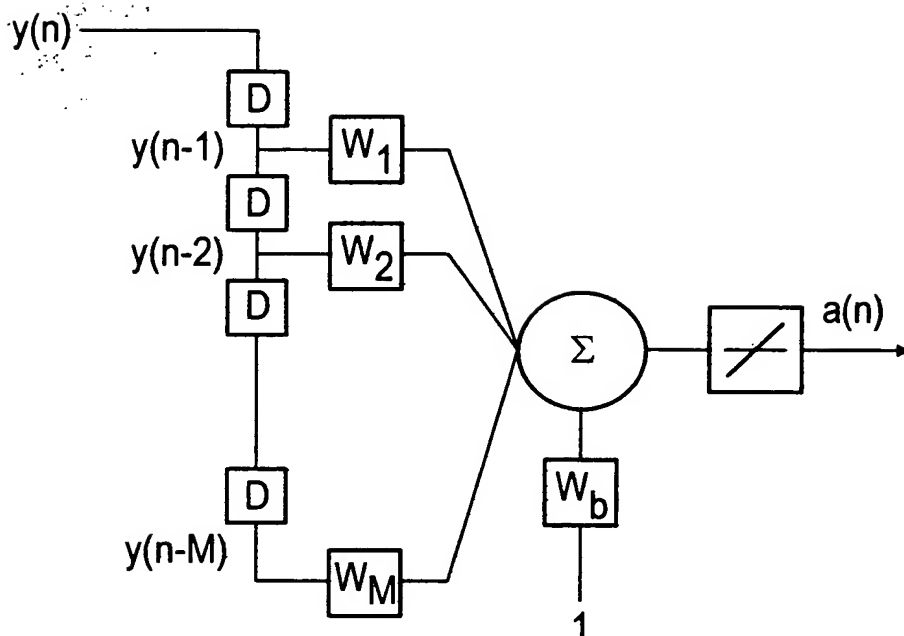 y(n)
D
y(n-1)
W1
D
y(n-2)
W2
D
Σ
a(n)
D
Wb
y(n-M)
WM
1